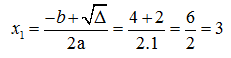 x₁ = (-b + √Δ) / 2a = (4 + 2) / 2.1 = 6 / 2 = 3